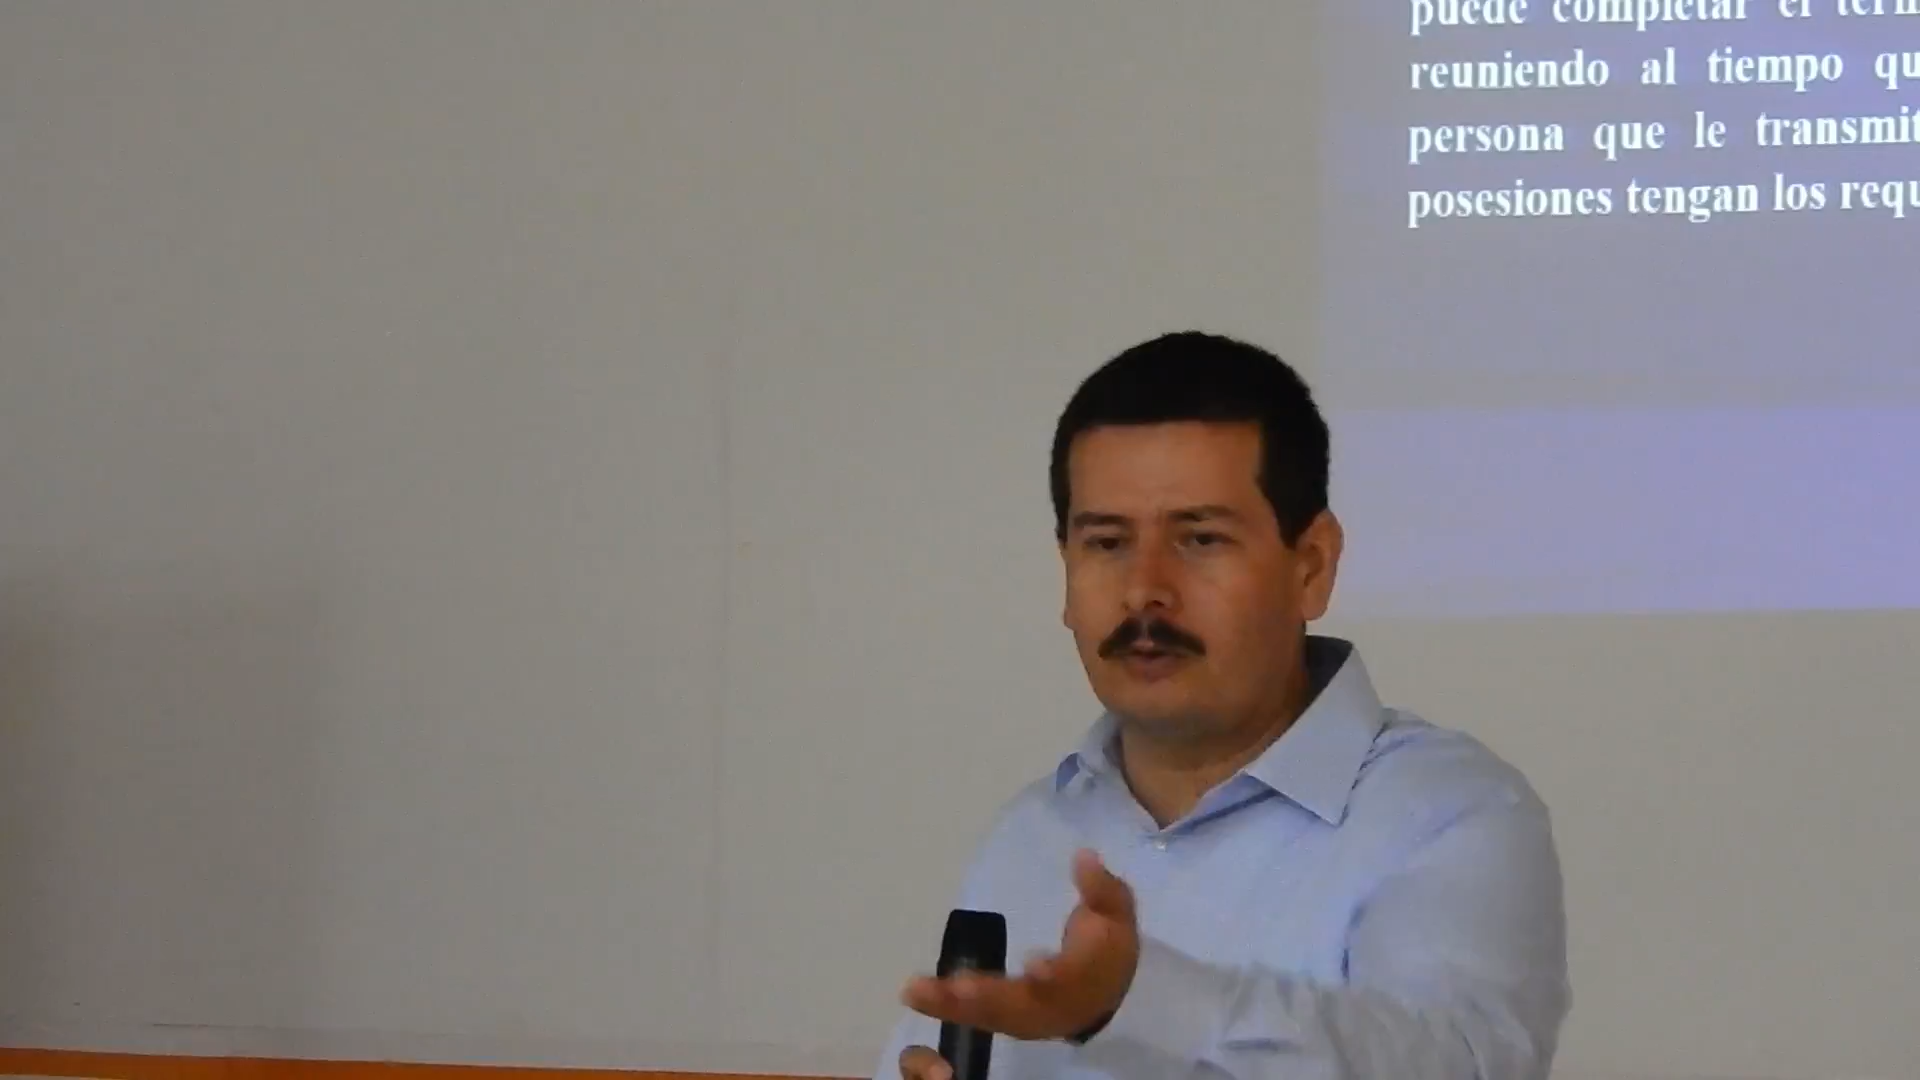 puede completar el
reuniendo al tiempo
persona que le
posesiones tengan los